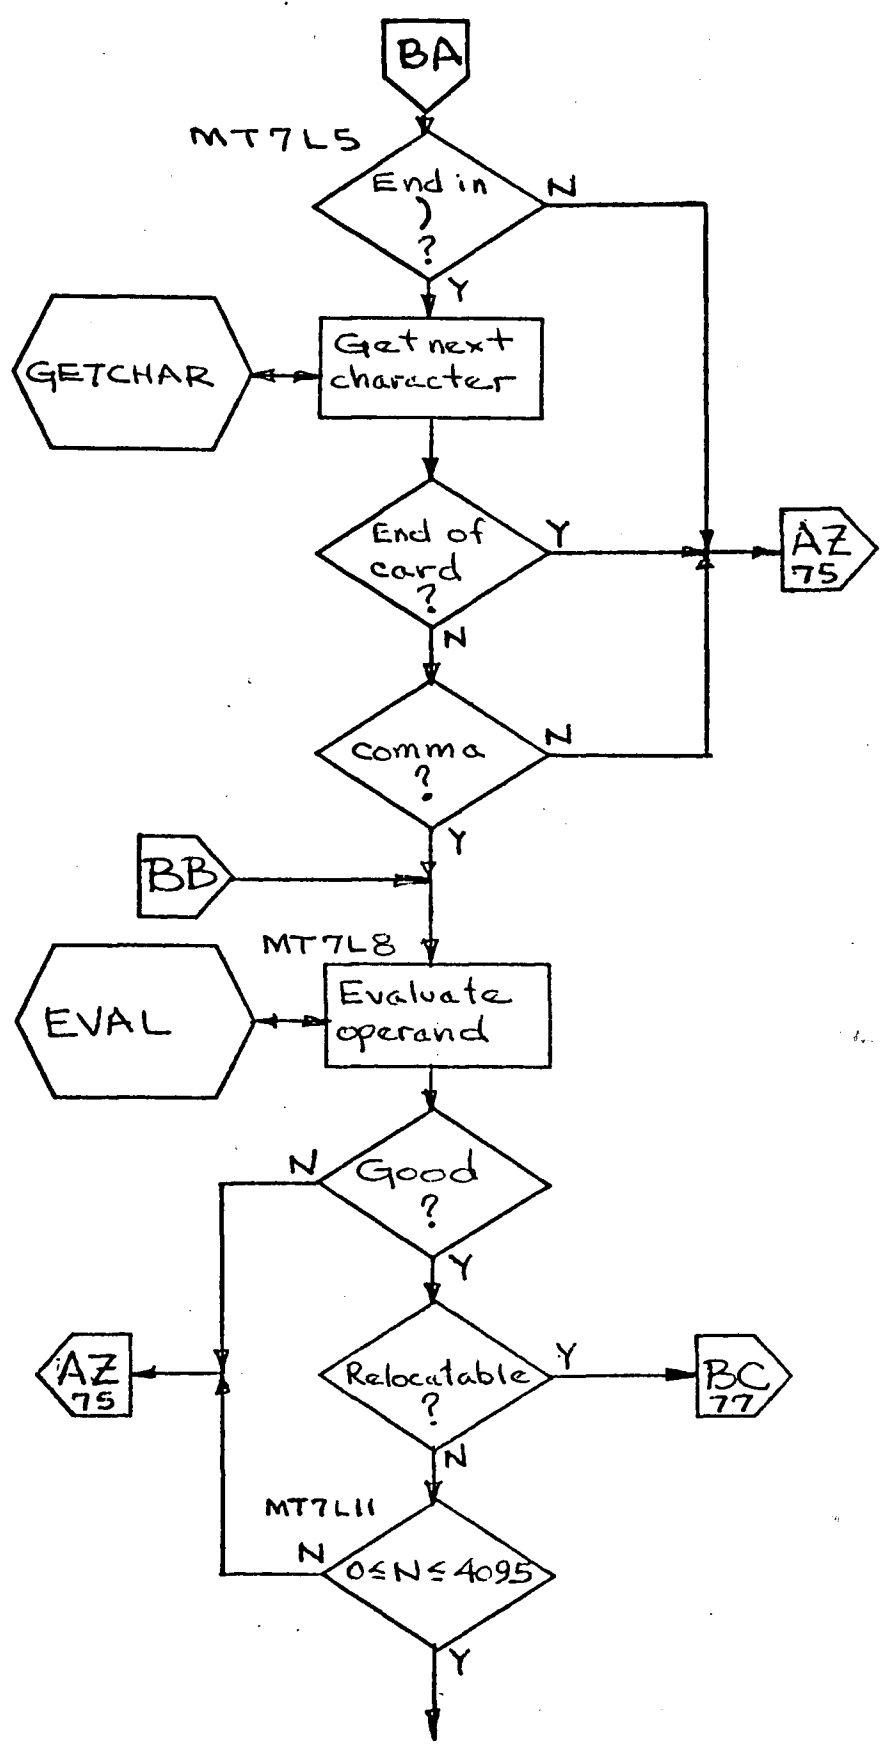 BA
MT7L5
End in
)
?
N
Y
GETCHAR
Get next
character
End of
card
?
Y
N
AZ
75
comma
?
N
Y
BB
MT7L8
EVAL
Evaluate
operand
N
Good
?
Y
AZ
75
Relocatable
?
Y
BC
77
N
MT7L11
N
0≤N≤4095
Y